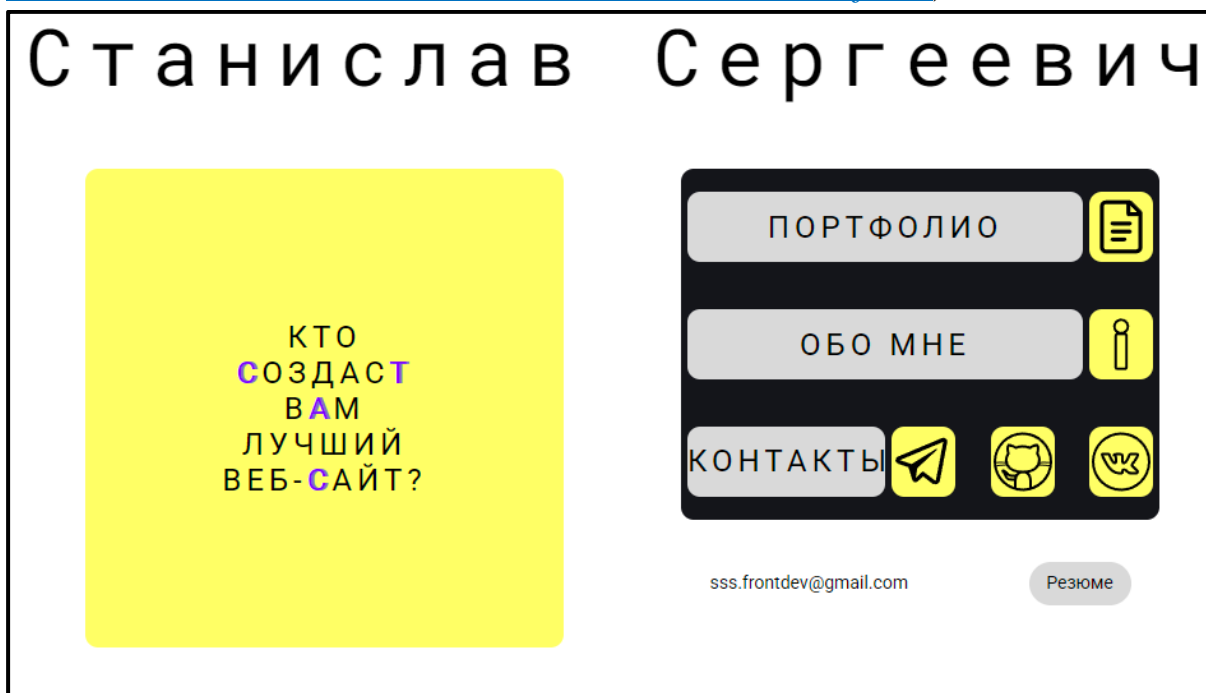 Станислав Сергеевич
КТО
СОЗДАСТ
ВАМ
ЛУЧШИЙ
ВЕБ-САЙТ?
ПОРТФОЛИО
ОБО МНЕ
КОНТАКТЫ
sss.frontdev@gmail.com
Резюме